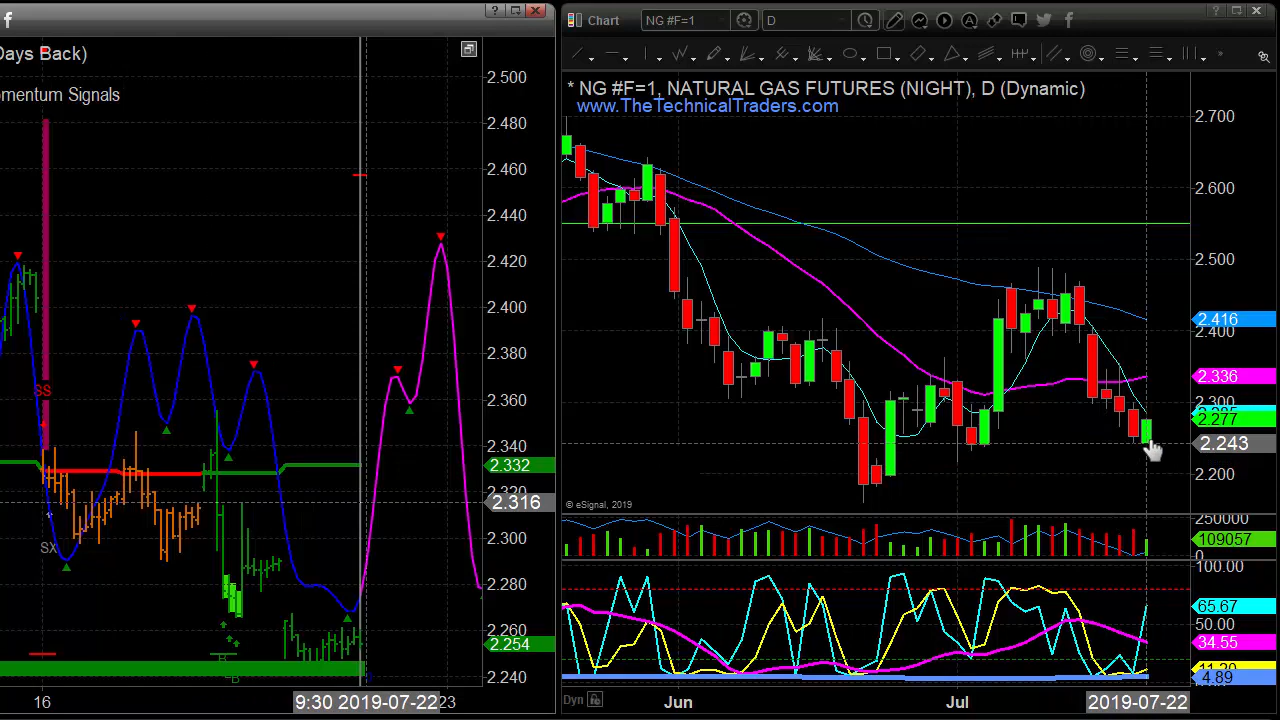 Days Back)
mentum Signals
2.500
2.480
2.460
2.440
2.420
2.400
2.380
2.360
2.340
2.332
2.316
2.300
2.280
2.260
2.254
2.240
SS
SX
B
16
9:30 2019-07-22
23
Chart
NG #F=1
D
* NG #F=1, NATURAL GAS FUTURES (NIGHT), D (Dynamic)
www.TheTechnicalTraders.com
2.700
2.600
2.500
2.416
2.400
2.336
2.300
2.277
2.243
2.200
© eSignal, 2019
250000
109057
0
100.00
65.67
50.00
34.55
4.89
Dyn
Jun
Jul
2019-07-22